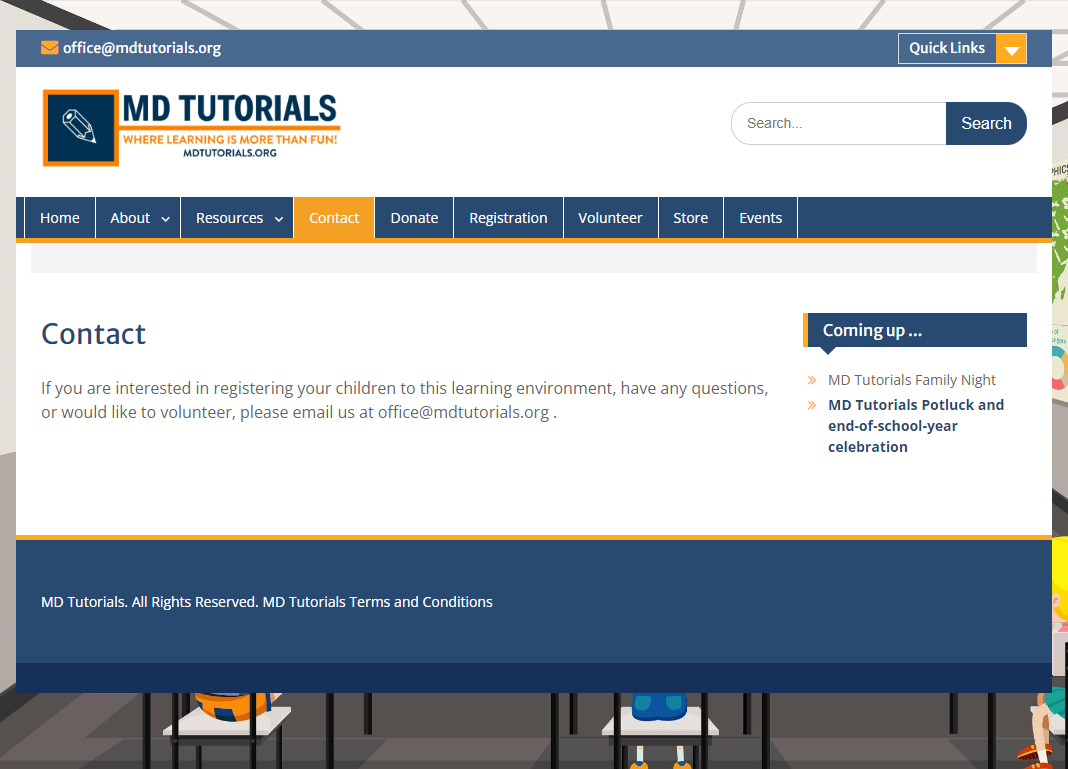 office@mdtutorials.org
Quick Links
MD TUTORIALS
WHERE LEARNING IS MORE THAN FUN!
MDTUTORIALS.ORG
Search...
Search
Home
About
Resources
Contact
Donate
Registration
Volunteer
Store
Events
Contact
If you are interested in registering your children to this learning environment, have any questions,
or would like to volunteer, please email us at office@mdtutorials.org .
Coming up ...
MD Tutorials Family Night
MD Tutorials Potluck and
end-of-school-year
celebration
MD Tutorials. All Rights Reserved. MD Tutorials Terms and Conditions